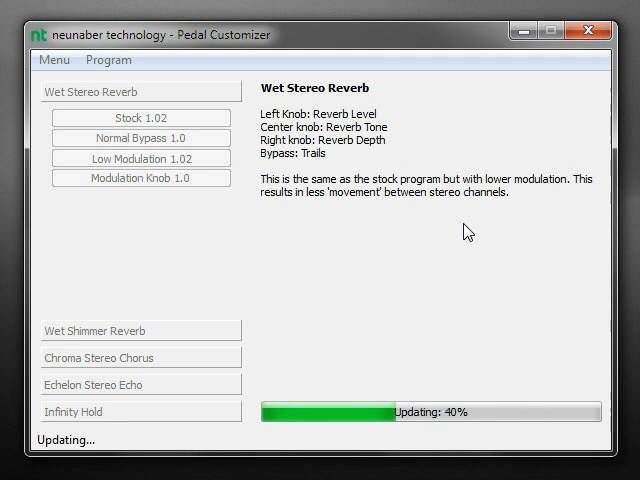 nt neunaber technology - Pedal Customizer
Menu Program
Wet Stereo Reverb
Stock 1.02
Normal Bypass 1.0
Low Modulation 1.02
Modulation Knob 1.0
Wet Shimmer Reverb
Chroma Stereo Chorus
Echelon Stereo Echo
Infinity Hold
Wet Stereo Reverb
Left Knob: Reverb Level
Center knob: Reverb Tone
Right knob: Reverb Depth
Bypass: Trails
This is the same as the stock program but with lower modulation. This
results in less 'movement' between stereo channels.
Updating: 40%
Updating...